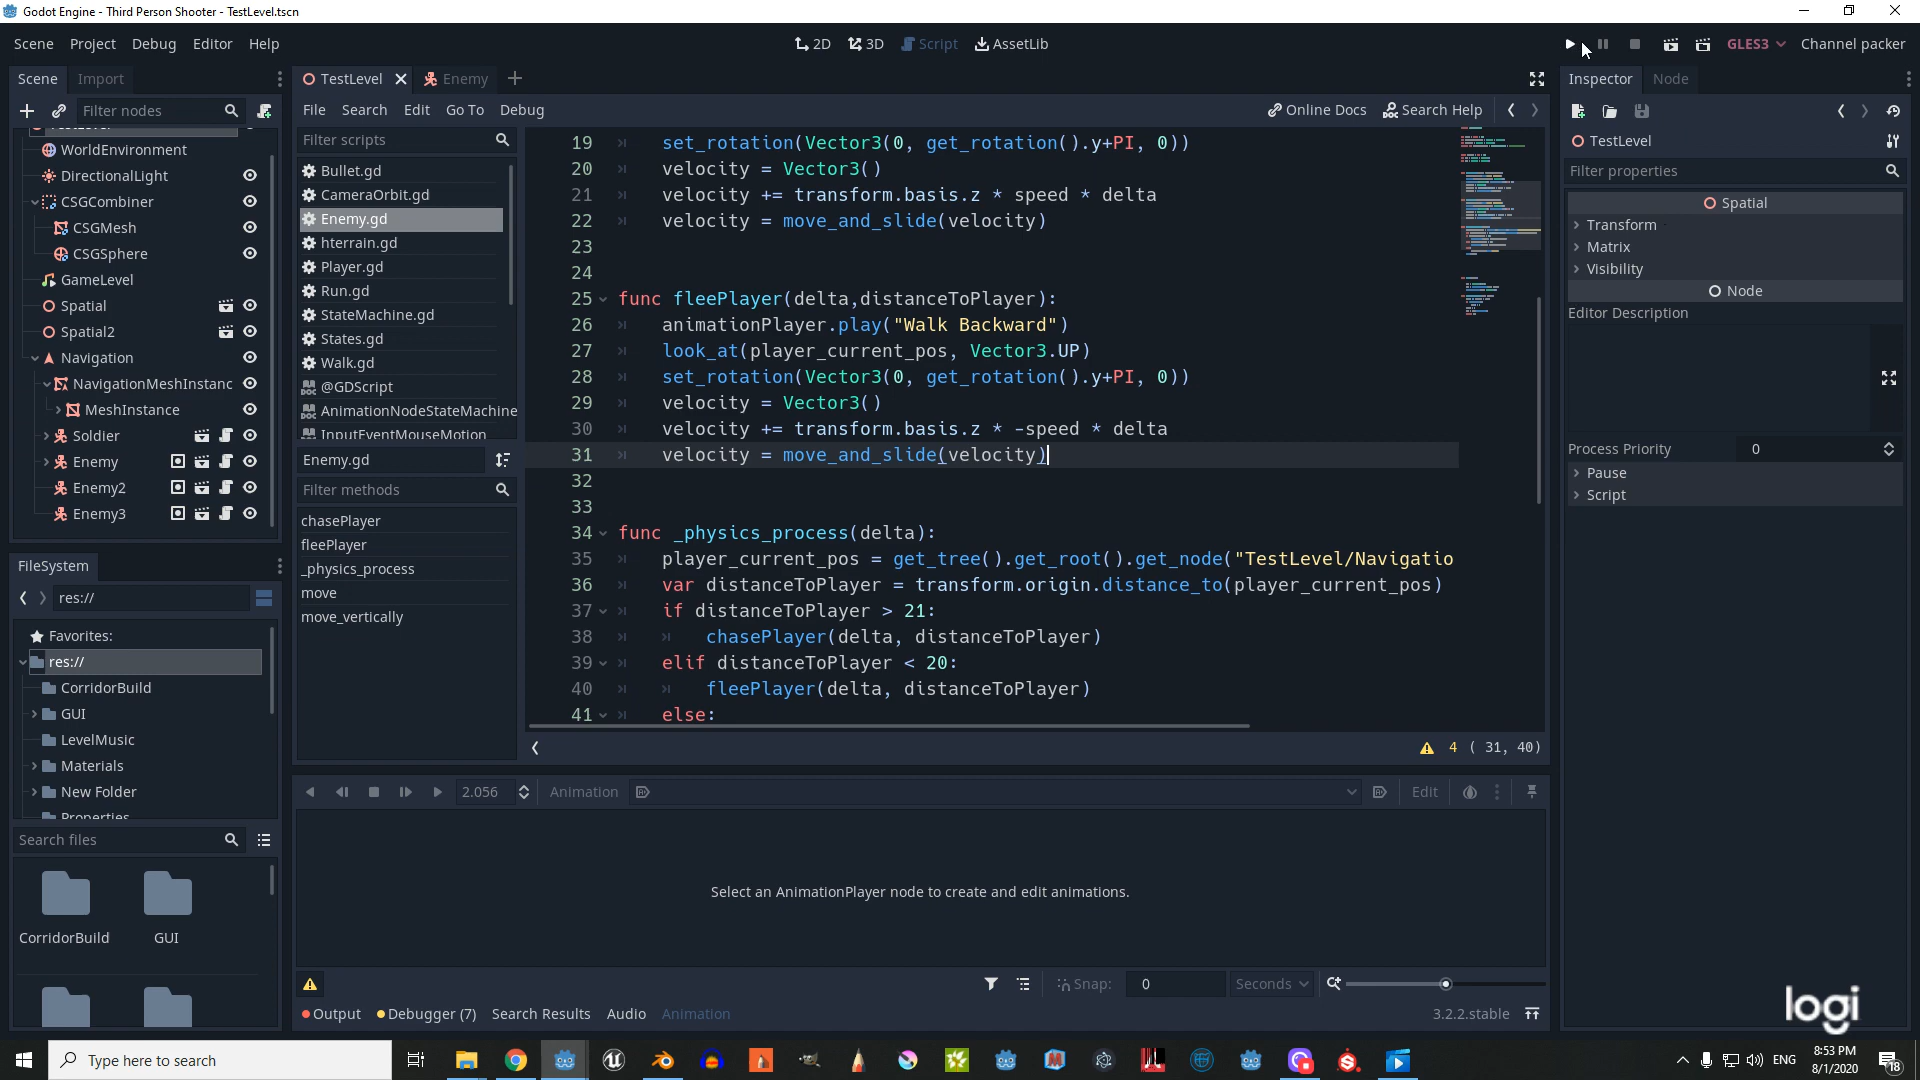 Godot Engine - Third Person Shooter - TestLevel.tscn
Scene Project Debug Editor Help
2D 3D Script AssetLib
GLES3 Channel packer
Scene Import
Filter nodes
WorldEnvironment
DirectionalLight
CSGCombiner
CSGMesh
CSGSphere
GameLevel
Spatial
Spatial2
Navigation
NavigationMeshInstanc
MeshInstance
Soldier
Enemy
Enemy2
Enemy3
FileSystem
res://
Favorites:
res://
CorridorBuild
GUI
LevelMusic
Materials
New Folder
Properties
Search files
CorridorBuild GUI
TestLevel Enemy
File Search Edit Go To Debug
Online Docs Search Help
Filter scripts
Bullet.gd
CameraOrbit.gd
Enemy.gd
hterrain.gd
Player.gd
Run.gd
StateMachine.gd
States.gd
Walk.gd
@GDScript
AnimationNodeStateMachine
InputEventMouseMotion
Enemy.gd
Filter methods
chasePlayer
fleePlayer
_physics_process
move
move_vertically
19 set_rotation(Vector3(0, get_rotation().y+PI, 0))
20 velocity = Vector3()
21 velocity += transform.basis.z * speed * delta
22 velocity = move_and_slide(velocity)
23
24
25 func fleePlayer(delta,distanceToPlayer):
26 animationPlayer.play("Walk Backward")
27 look_at(player_current_pos, Vector3.UP)
28 set_rotation(Vector3(0, get_rotation().y+PI, 0))
29 velocity = Vector3()
30 velocity += transform.basis.z * -speed * delta
31 velocity = move_and_slide(velocity)
32
33
34 func _physics_process(delta):
35 player_current_pos = get_tree().get_root().get_node("TestLevel/Navigatio
36 var distanceToPlayer = transform.origin.distance_to(player_current_pos)
37 if distanceToPlayer > 21:
38 chasePlayer(delta, distanceToPlayer)
39 elif distanceToPlayer < 20:
40 fleePlayer(delta, distanceToPlayer)
41 else:
4 ( 31, 40)
2.056 Animation Edit
Select an AnimationPlayer node to create and edit animations.
Snap: 0 Seconds
Output Debugger (7) Search Results Audio Animation 3.2.2.stable
Inspector Node
TestLevel
Filter properties
Spatial
Transform
Matrix
Visibility
Node
Editor Description
Process Priority 0
Pause
Script
logi
Type here to search
ENG
8:53 PM
8/1/2020
18